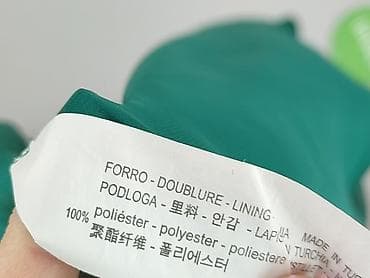 FORRO - DOUBLURE - LINING -
PODLOGA - 里料 - 안감 -
100% poliéster - polyester - poliestere
聚酯纤维 - 폴리에스터
MADE IN
TURCH